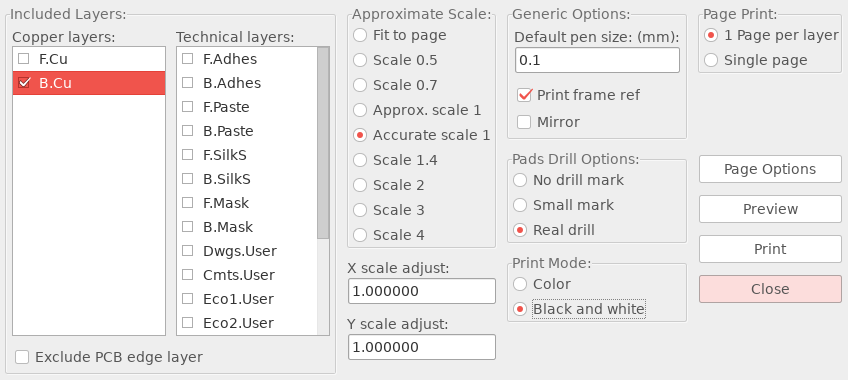 Included Layers:
Copper layers:
F.Cu
B.Cu
Technical layers:
F.Adhes
B.Adhes
F.Paste
B.Paste
F.SilkS
B.SilkS
F.Mask
B.Mask
Dwgs.User
Cmts.User
Eco1.User
Eco2.User
Exclude PCB edge layer
Approximate Scale:
Fit to page
Scale 0.5
Scale 0.7
Approx. scale 1
Accurate scale 1
Scale 1.4
Scale 2
Scale 3
Scale 4
X scale adjust:
1.000000
Y scale adjust:
1.000000
Generic Options:
Default pen size: (mm):
0.1
Print frame ref
Mirror
Pads Drill Options:
No drill mark
Small mark
Real drill
Print Mode:
Color
Black and white
Page Print:
1 Page per layer
Single page
Page Options
Preview
Print
Close